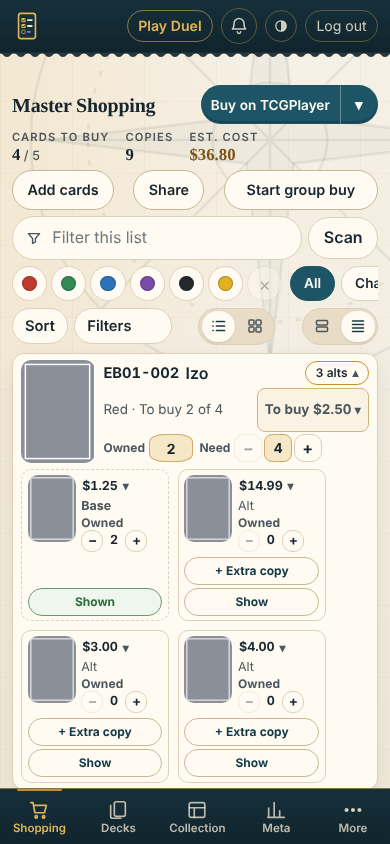 Play Duel
Log out
Master Shopping
Buy on TCGPlayer ▼
CARDS TO BUY COPIES EST. COST
4 / 5 9 $36.80
Add cards Share Start group buy
Filter this list Scan
× All Cha
Sort Filters
EB01-002 Izo 3 alts ▲
Red · To buy 2 of 4 To buy $2.50 ▼
Owned 2 Need − 4 +
$1.25 ▼ $14.99 ▼
Base Alt
Owned Owned
− 2 + − 0 +
+ Extra copy
Shown Show
$3.00 ▼ $4.00 ▼
Alt Alt
Owned Owned
− 0 + − 0 +
+ Extra copy + Extra copy
Show Show
Shopping Decks Collection Meta More